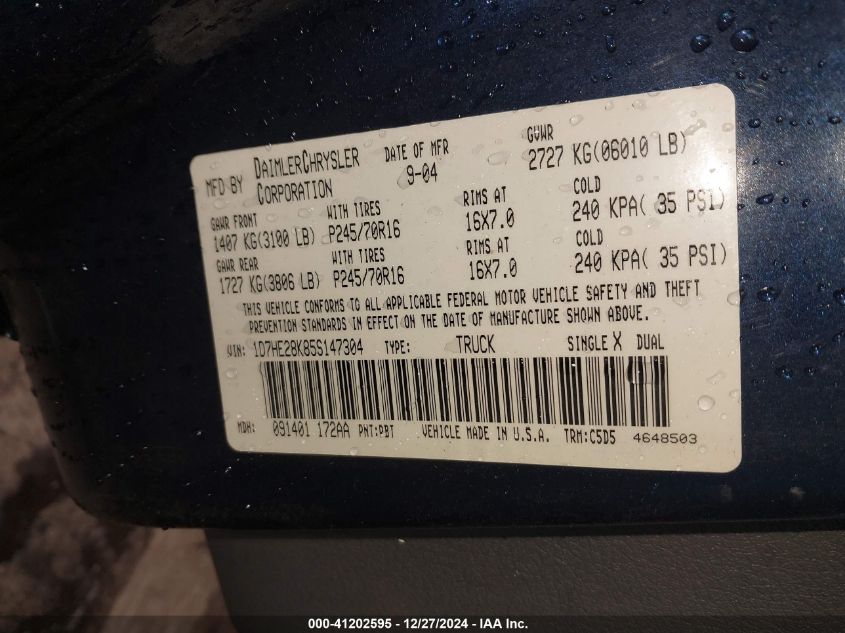 MFD BY DAIMLERCHRYSLER CORPORATION DATE OF MFR 9-04 GVWR 2727 KG(06010 LB)
GAWR FRONT WITH TIRES RIMS AT COLD
1407 KG(3100 LB) P245/70R16 16X7.0 240 KPA( 35 PSI)
GAWR REAR WITH TIRES RIMS AT COLD
1727 KG(3806 LB) P245/70R16 16X7.0 240 KPA( 35 PSI)
THIS VEHICLE CONFORMS TO ALL APPLICABLE FEDERAL MOTOR VEHICLE SAFETY AND THEFT
PREVENTION STANDARDS IN EFFECT ON THE DATE OF MANUFACTURE SHOWN ABOVE.
VIN: 1D7HE28K85S147304 TYPE: TRUCK SINGLE X DUAL
MDH: 091401 172AA PNT:PBT VEHICLE MADE IN U.S.A. TRM:C5D5 4648503
000-41202595 - 12/27/2024 - IAA Inc.